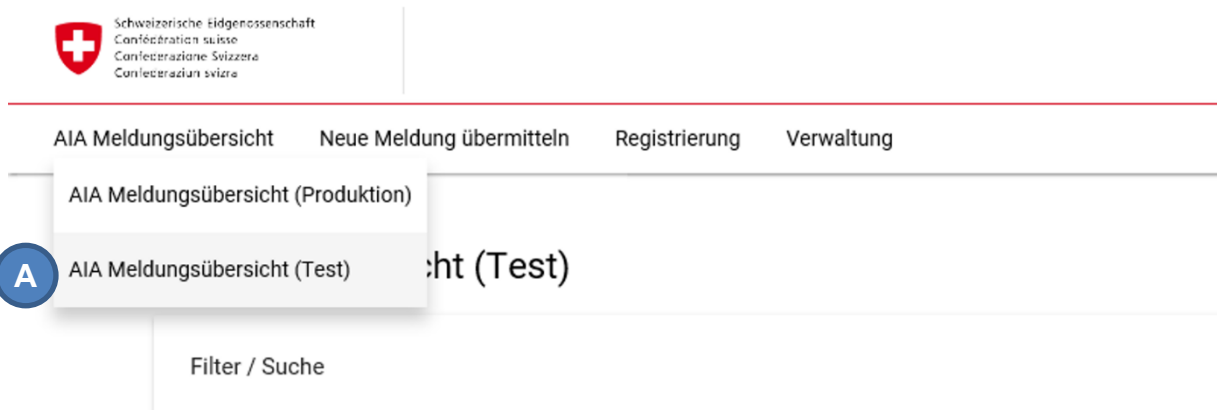 Schweizerische Eidgenossenschaft
Confédération suisse
Confederazione Svizzera
Confederaziun svizra
AIA Meldungsübersicht Neue Meldung übermitteln Registrierung Verwaltung
AIA Meldungsübersicht (Produktion)
A AIA Meldungsübersicht (Test)
cht (Test)
Filter / Suche